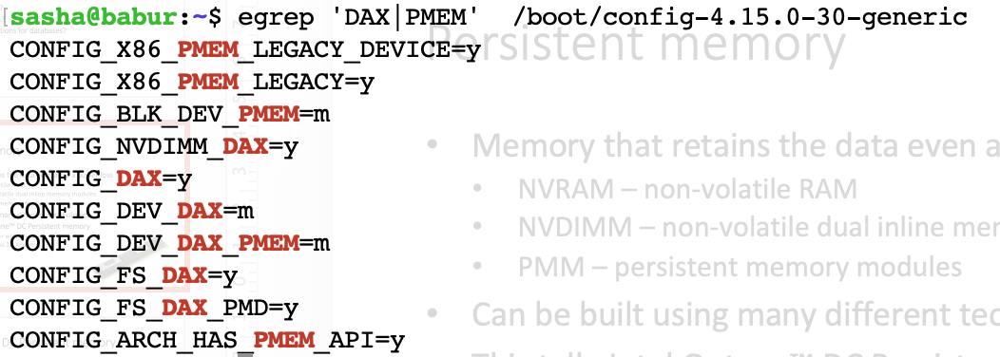 [sasha@babur:~$ egrep 'DAX|PMEM'  /boot/config-4.15.0-30-generic
CONFIG_X86_PMEM_LEGACY_DEVICE=y
CONFIG_X86_PMEM_LEGACY=y
CONFIG_BLK_DEV_PMEM=m
CONFIG_NVDIMM_DAX=y
CONFIG_DAX=y
CONFIG_DEV_DAX=m
CONFIG_DEV_DAX_PMEM=m
CONFIG_FS_DAX=y
CONFIG_FS_DAX_PMD=y
CONFIG_ARCH_HAS_PMEM_API=y
Persistent memory
• Memory that retains the data even a
• NVRAM – non-volatile RAM
• NVDIMM – non-volatile dual inline mer
• PMM – persistent memory modules
• Can be built using many different tec